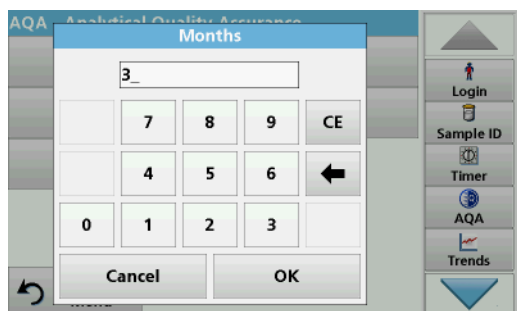 AQA - Analytical Quality Assurance
Months
3_
7 8 9 CE
4 5 6
0 1 2 3
Cancel OK
Menu
Login
Sample ID
Timer
AQA
Trends